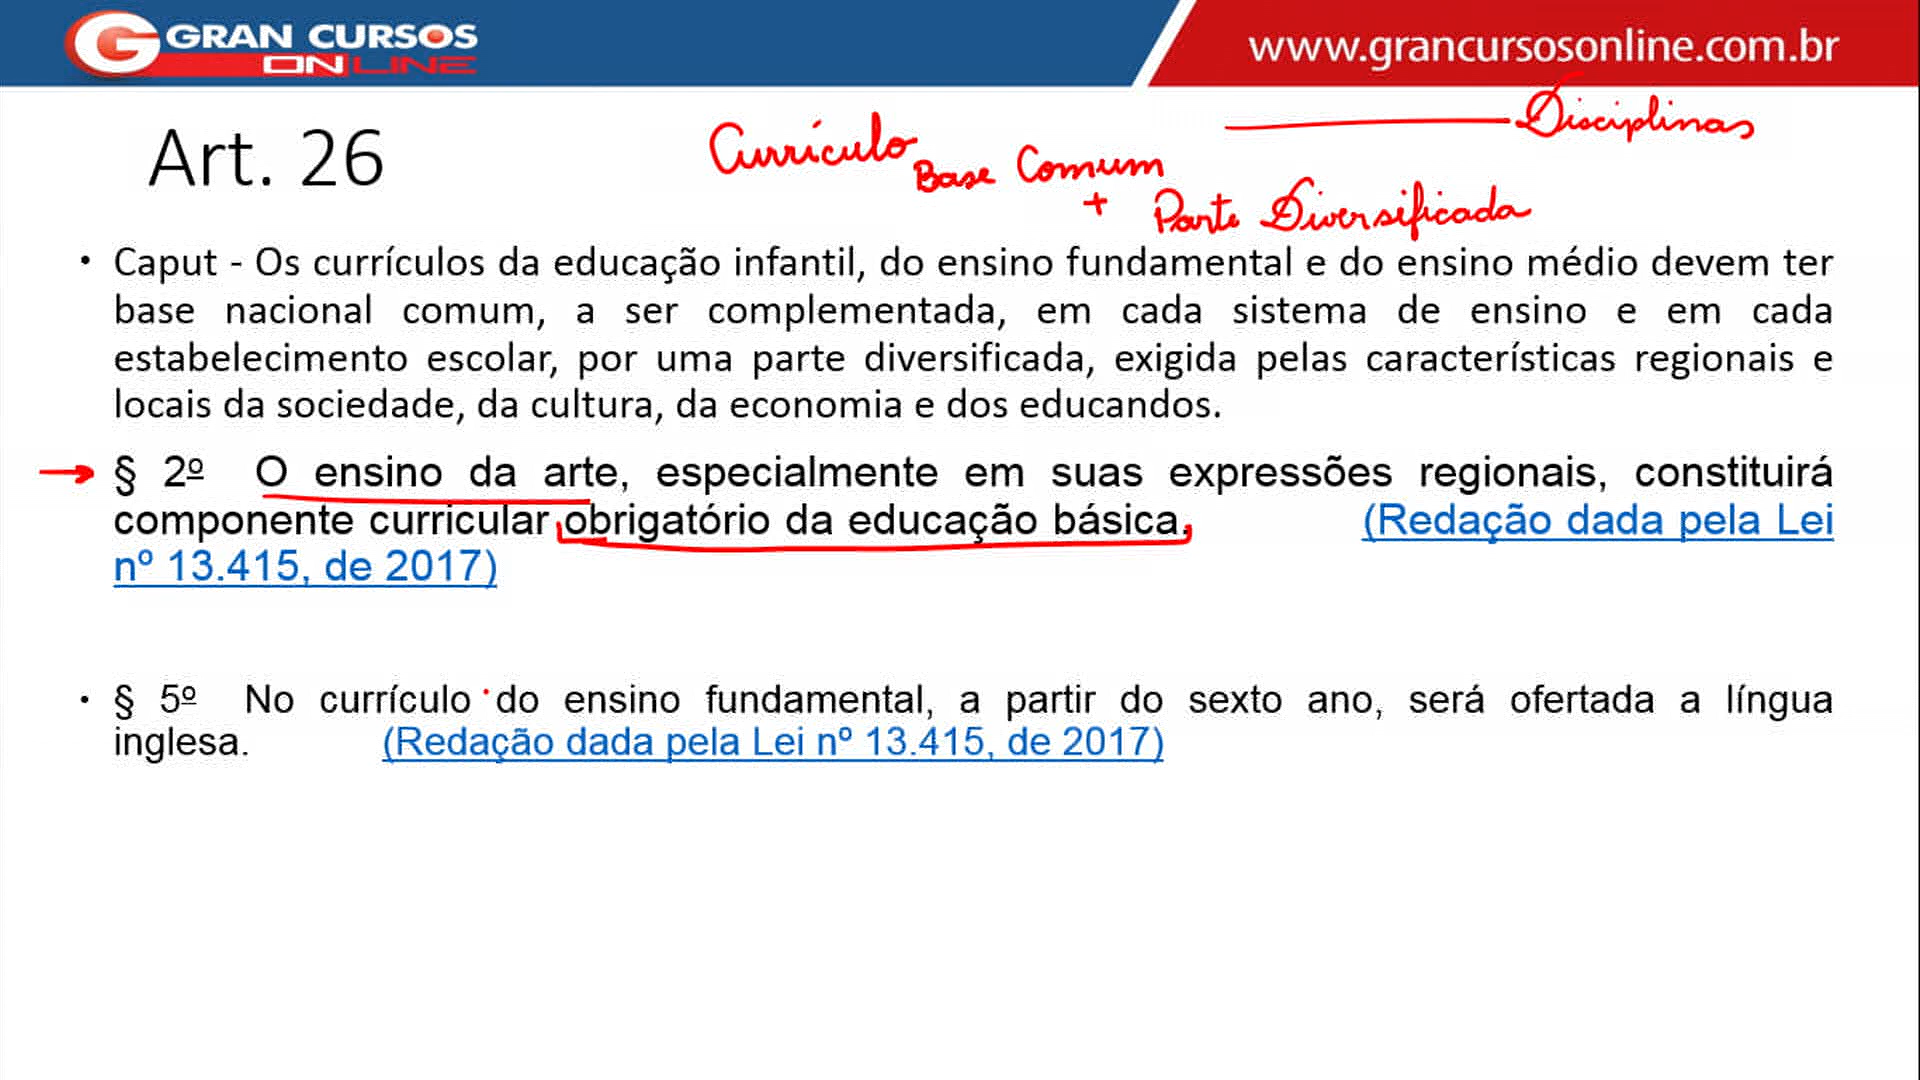 GRAN CURSOS
ONLINE
www.grancursosonline.com.br
Disciplinas
Art. 26
Currículo
Base Comum
+ Parte Diversificada
• Caput - Os currículos da educação infantil, do ensino fundamental e do ensino médio devem ter
base nacional comum, a ser complementada, em cada sistema de ensino e em cada
estabelecimento escolar, por uma parte diversificada, exigida pelas características regionais e
locais da sociedade, da cultura, da economia e dos educandos.
§ 2º O ensino da arte, especialmente em suas expressões regionais, constituirá
componente curricular obrigatório da educação básica. (Redação dada pela Lei
nº 13.415, de 2017)
• § 5º No currículo do ensino fundamental, a partir do sexto ano, será ofertada a língua
inglesa. (Redação dada pela Lei nº 13.415, de 2017)